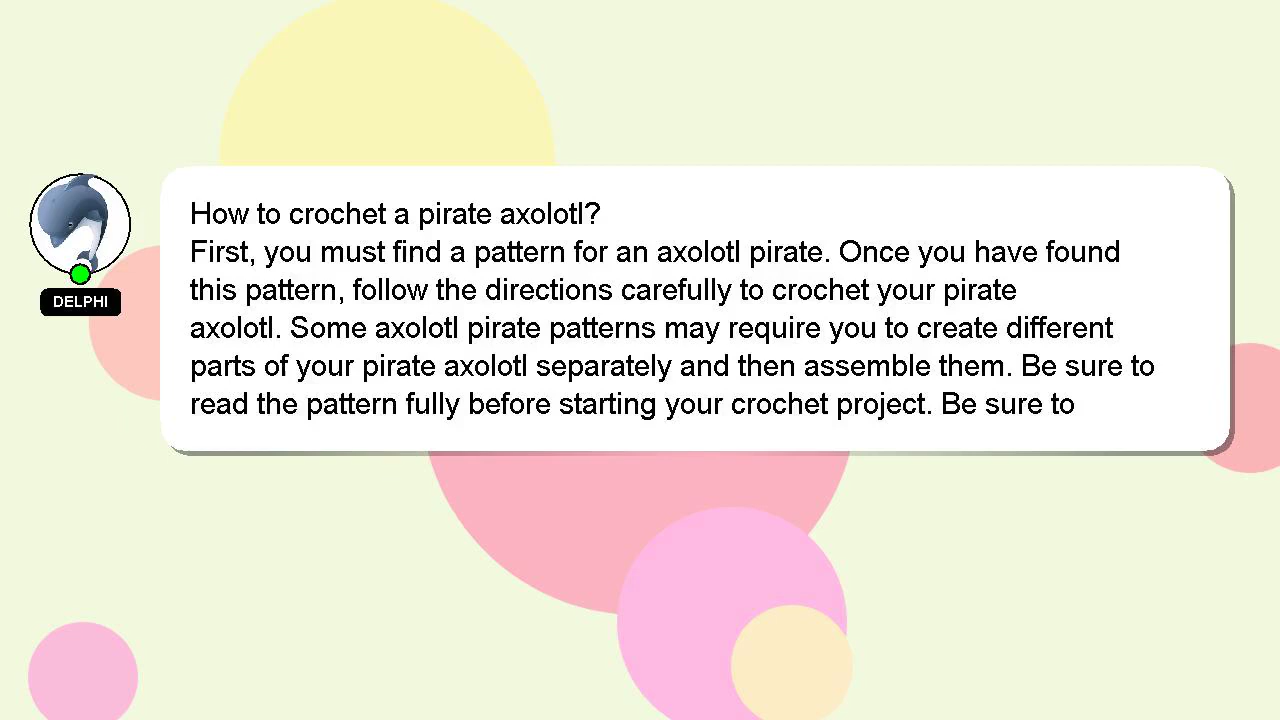 How to crochet a pirate axolotl?
First, you must find a pattern for an axolotl pirate. Once you have found
this pattern, follow the directions carefully to crochet your pirate
axolotl. Some axolotl pirate patterns may require you to create different
parts of your pirate axolotl separately and then assemble them. Be sure to
read the pattern fully before starting your crochet project. Be sure to
DELPHI